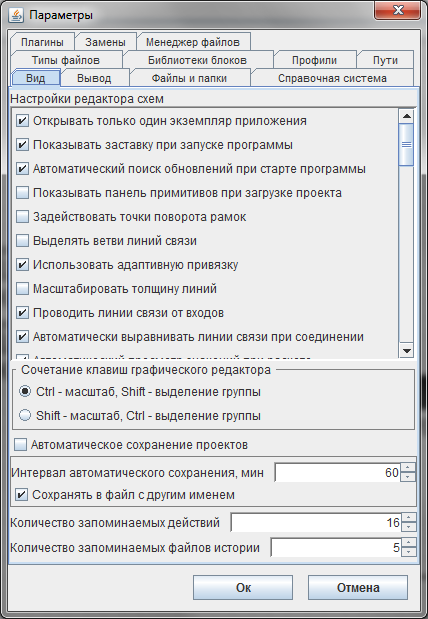 Параметры
Плагины Замены Менеджер файлов
Типы файлов Библиотеки блоков Профили Пути
Вид Вывод Файлы и папки Справочная система
Настройки редактора схем
Открывать только один экземпляр приложения
Показывать заставку при запуске программы
Автоматический поиск обновлений при старте программы
Показывать панель примитивов при загрузке проекта
Задействовать точки поворота рамок
Выделять ветви линий связи
Использовать адаптивную привязку
Масштабировать толщину линий
Проводить линии связи от входов
Автоматически выравнивать линии связи при соединении
Автоматический просмотр значений при расчете
Сочетание клавиш графического редактора
Ctrl - масштаб, Shift - выделение группы
Shift - масштаб, Ctrl - выделение группы
Автоматическое сохранение проектов
Интервал автоматического сохранения, мин 60
Сохранять в файл с другим именем
Количество запоминаемых действий 16
Количество запоминаемых файлов истории 5
Ок Отмена